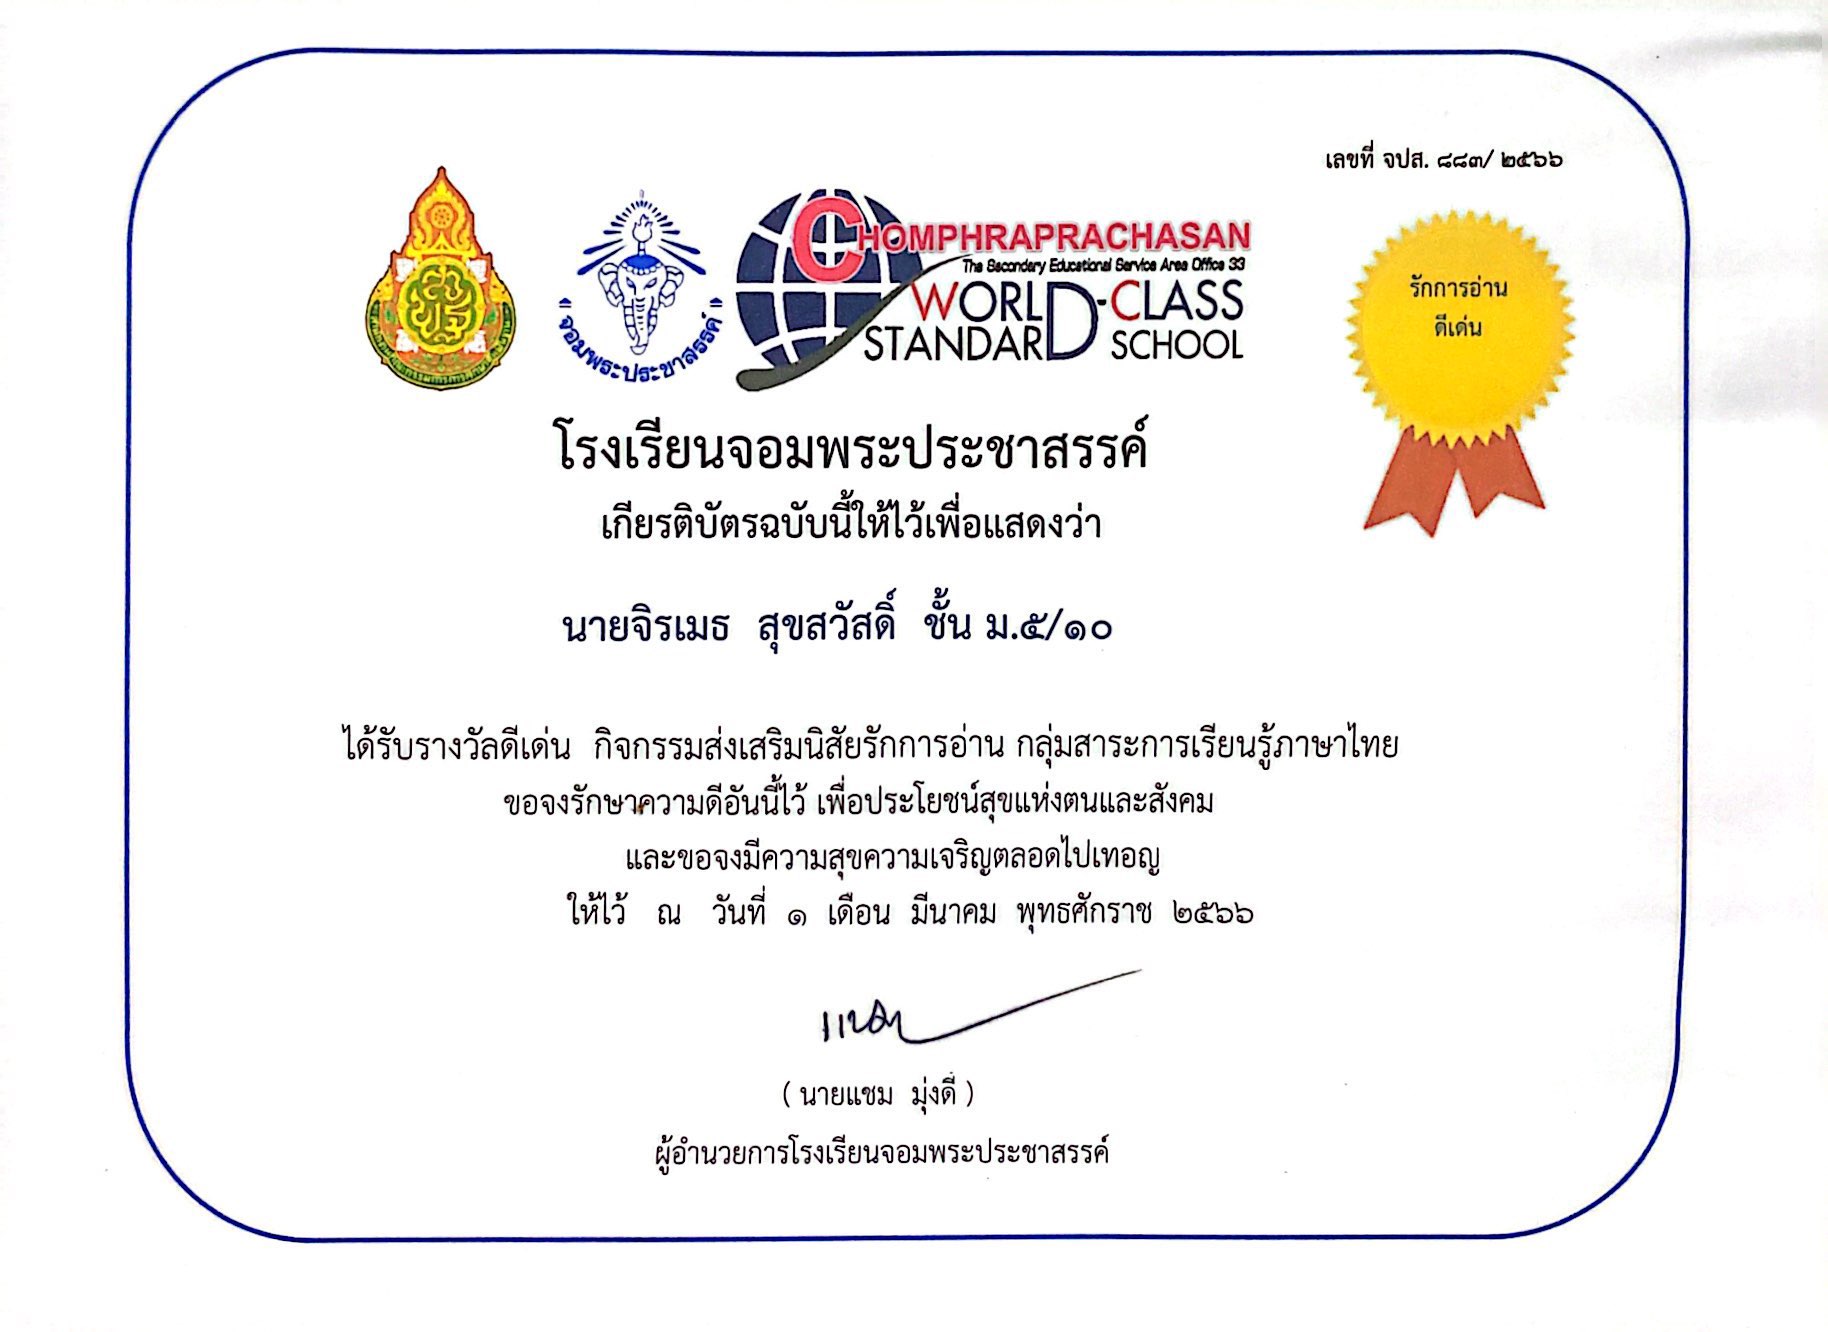 เลขที่ จปส. ๘๘๓/ ๒๕๖๖
จอมพระประชาสรรค์
CHOMPHRAPRACHASAN
The Secondary Educational Service Area Office 33
WORLD-CLASS
STANDARD SCHOOL
รักการอ่าน
ดีเด่น
โรงเรียนจอมพระประชาสรรค์
เกียรติบัตรฉบับนี้ให้ไว้เพื่อแสดงว่า
นายจิรเมธ สุขสวัสดิ์ ชั้น ม.๕/๑๐
ได้รับรางวัลดีเด่น กิจกรรมส่งเสริมนิสัยรักการอ่าน กลุ่มสาระการเรียนรู้ภาษาไทย
ขอจงรักษาความดีอันนี้ไว้ เพื่อประโยชน์สุขแห่งตนและสังคม
และขอจงมีความสุขความเจริญตลอดไปเทอญ
ให้ไว้ ณ วันที่ ๑ เดือน มีนาคม พุทธศักราช ๒๕๖๖
( นายแชม มุ่งดี )
ผู้อำนวยการโรงเรียนจอมพระประชาสรรค์